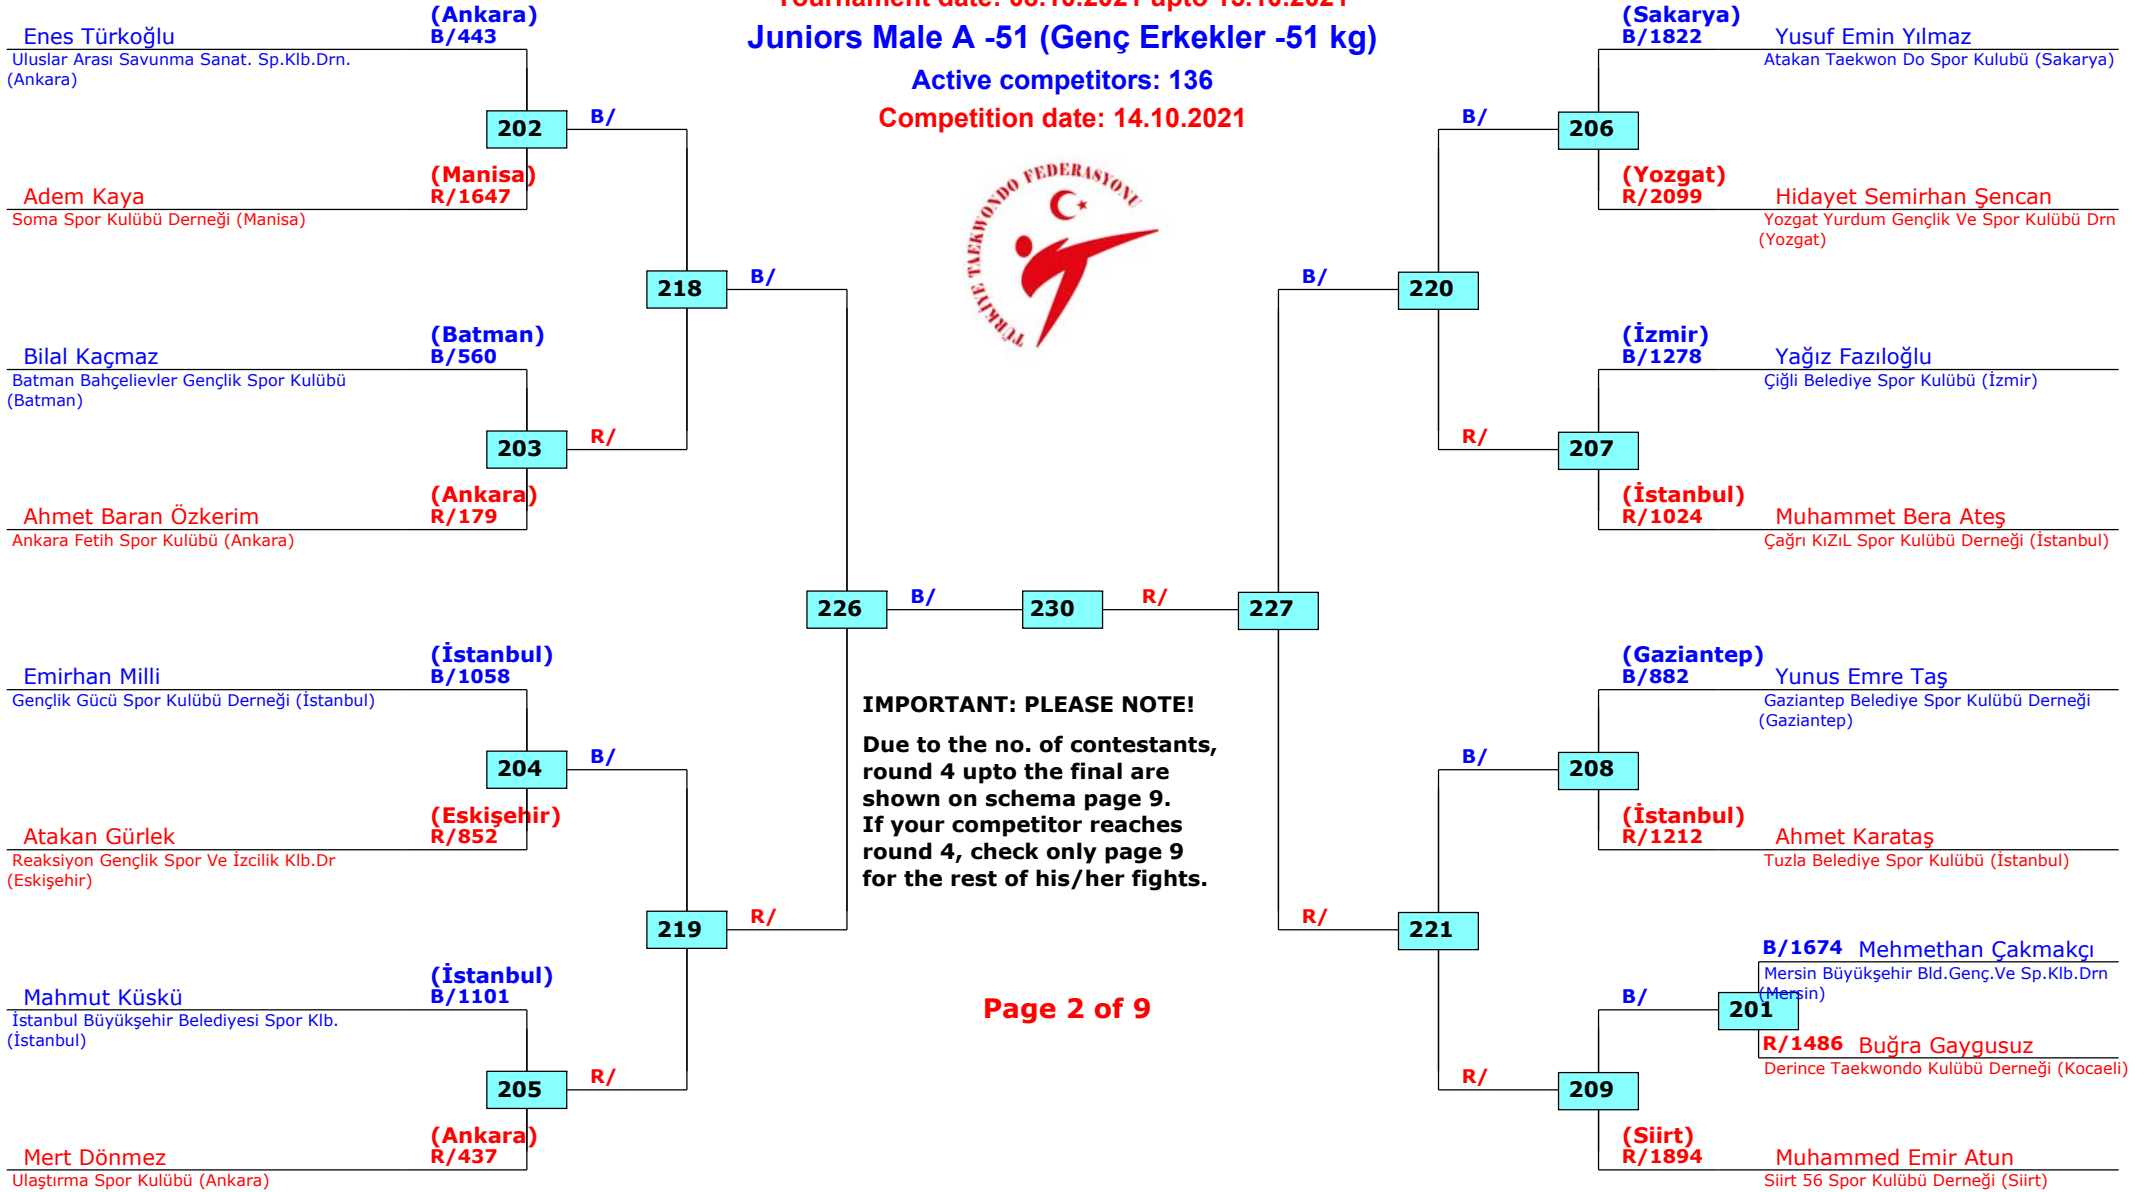 Tournament date: 08.10.2021 upto 15.10.2021
Juniors Male A -51 (Genç Erkekler -51 kg)
Active competitors: 136
Competition date: 14.10.2021
TÜRKİYE TAEKWONDO FEDERASYONU
(Ankara)
Enes Türkoğlu B/443
Uluslar Arası Savunma Sanat. Sp.Klb.Drn.
(Ankara)
202 B/
(Manisa)
Adem Kaya R/1647
Soma Spor Kulübü Derneği (Manisa)
218 B/
(Batman)
Bilal Kaçmaz B/560
Batman Bahçelievler Gençlik Spor Kulübü
(Batman)
203 R/
(Ankara)
Ahmet Baran Özkerim R/179
Ankara Fetih Spor Kulübü (Ankara)
226 B/ 230 R/ 227
(İstanbul)
Emirhan Milli B/1058
Gençlik Gücü Spor Kulübü Derneği (İstanbul)
204 B/
(Eskişehir)
Atakan Gürlek R/852
Reaksiyon Gençlik Spor Ve İzcilik Klb.Dr
(Eskişehir)
219 R/
(İstanbul)
Mahmut Küskü B/1101
İstanbul Büyükşehir Belediyesi Spor Klb.
(İstanbul)
205 R/
(Ankara)
Mert Dönmez R/437
Ulaştırma Spor Kulübü (Ankara)
IMPORTANT: PLEASE NOTE!
Due to the no. of contestants,
round 4 upto the final are
shown on schema page 9.
If your competitor reaches
round 4, check only page 9
for the rest of his/her fights.
Page 2 of 9
(Sakarya)
B/1822 Yusuf Emin Yılmaz
Atakan Taekwon Do Spor Kulubü (Sakarya)
B/ 206
(Yozgat)
R/2099 Hidayet Semirhan Şencan
Yozgat Yurdum Gençlik Ve Spor Kulübü Drn
(Yozgat)
B/ 220
(İzmir)
B/1278 Yağız Fazıloğlu
Çiğli Belediye Spor Kulübü (İzmir)
R/ 207
(İstanbul)
R/1024 Muhammet Bera Ateş
Çağrı KıZıL Spor Kulübü Derneği (İstanbul)
(Gaziantep)
B/882 Yunus Emre Taş
Gaziantep Belediye Spor Kulübü Derneği
(Gaziantep)
B/ 208
(İstanbul)
R/1212 Ahmet Karataş
Tuzla Belediye Spor Kulübü (İstanbul)
R/ 221
B/1674 Mehmethan Çakmakçı
Mersin Büyükşehir Bld.Genç.Ve Sp.Klb.Drn
(Mersin)
B/ 201
R/1486 Buğra Gaygusuz
Derince Taekwondo Kulübü Derneği (Kocaeli)
R/ 209
(Siirt)
R/1894 Muhammed Emir Atun
Siirt 56 Spor Kulübü Derneği (Siirt)